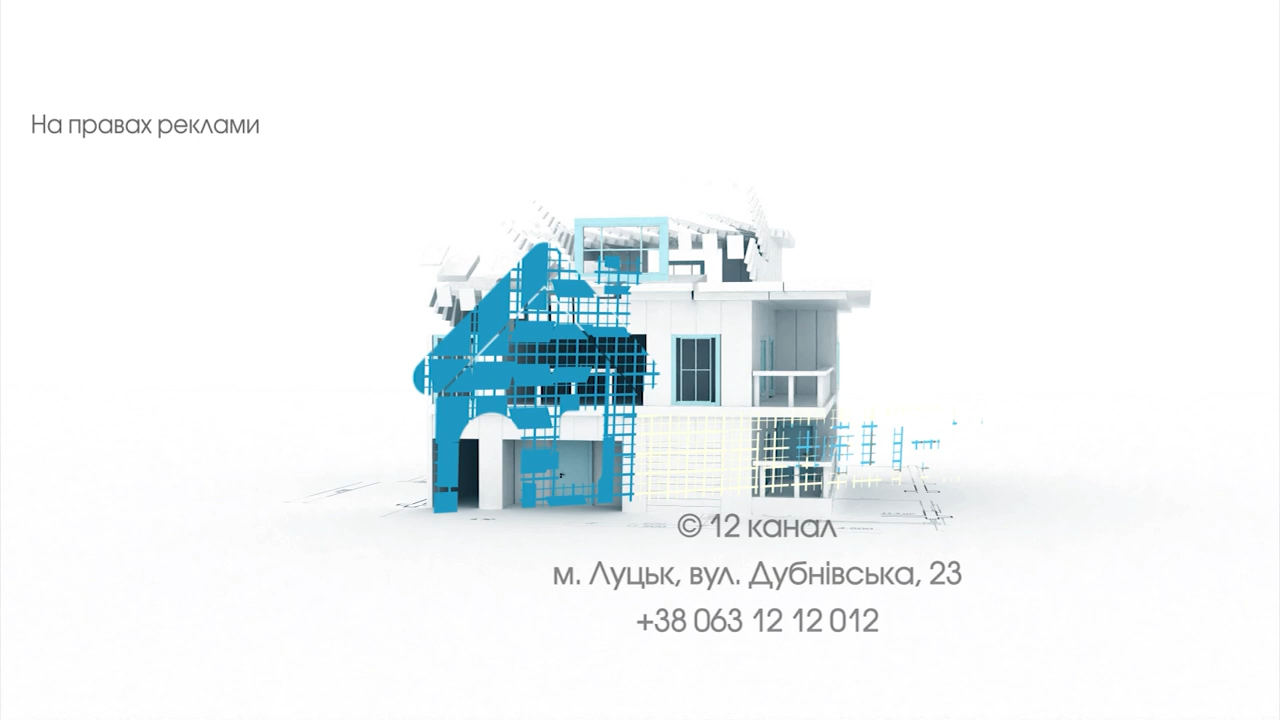 На правах реклами
© 12 канал
м. Луцьк, вул. Дубнівська, 23
+38 063 12 12 012